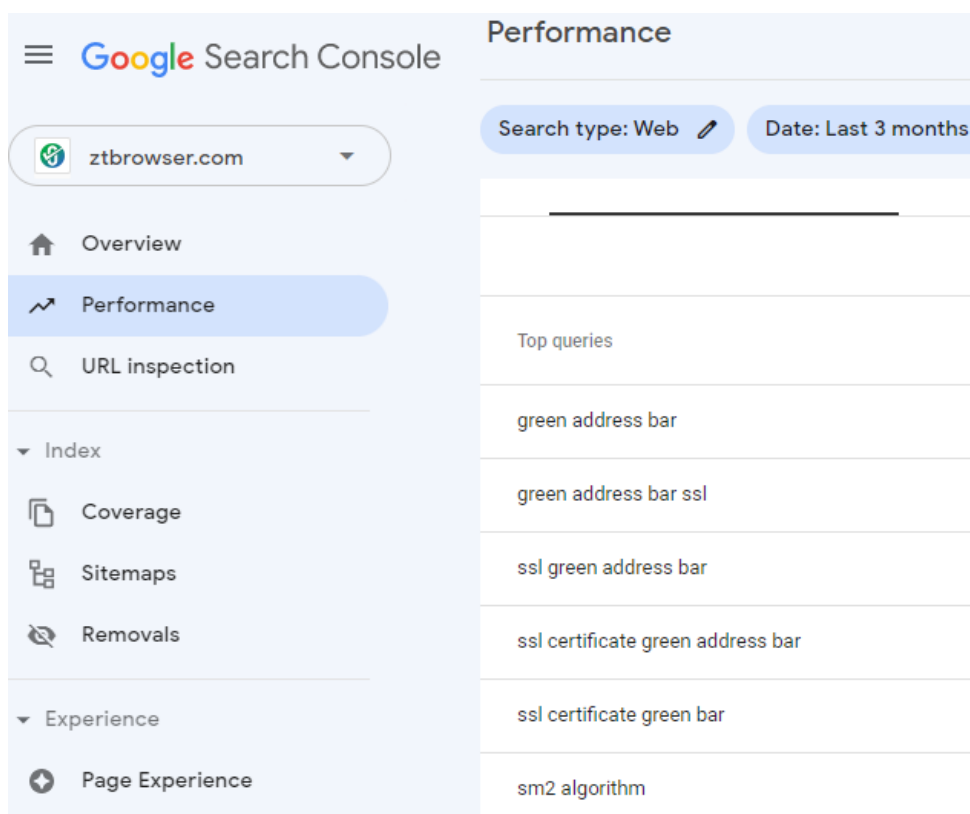 Google Search Console
ztbrowser.com
Overview
Performance
URL inspection
Index
Coverage
Sitemaps
Removals
Experience
Page Experience
Performance
Search type: Web
Date: Last 3 months
Top queries
green address bar
green address bar ssl
ssl green address bar
ssl certificate green address bar
ssl certificate green bar
sm2 algorithm